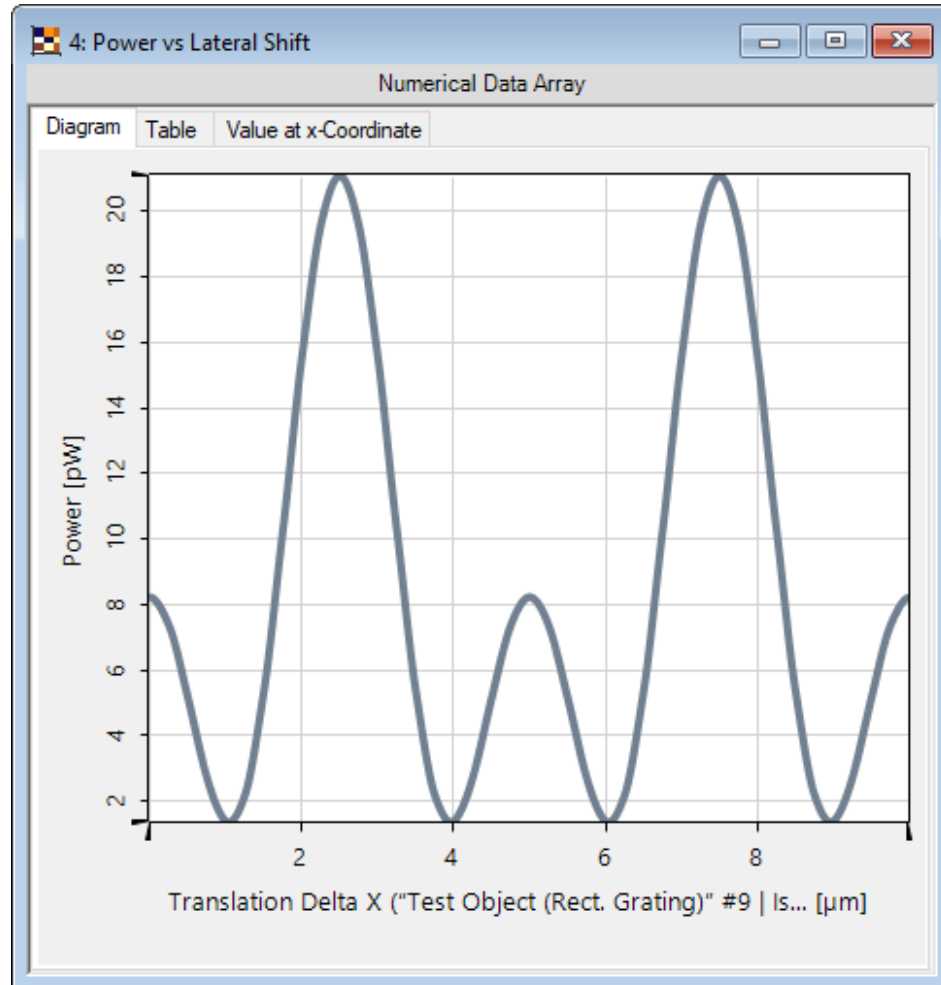 4: Power vs Lateral Shift
Numerical Data Array
Diagram Table Value at x-Coordinate
Power [pW]
20
18
16
14
12
10
8
6
4
2
2 4 6 8
Translation Delta X (“Test Object (Rect. Grating)” #9 | Is... [µm]